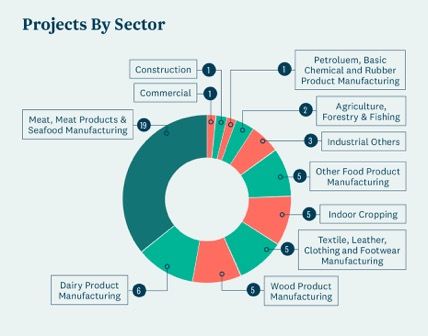 Projects By Sector
Construction
1
Commercial
1
Meat, Meat Products &
Seafood Manufacturing
19
1
Petroluem, Basic
Chemical and Rubber
Product Manufacturing
2
Agriculture,
Forestry & Fishing
3
Industrial Others
5
Other Food Product
Manufacturing
5
Indoor Cropping
5
Textile, Leather,
Clothing and Footwear
Manufacturing
5
Wood Product
Manufacturing
Dairy Product
Manufacturing
6